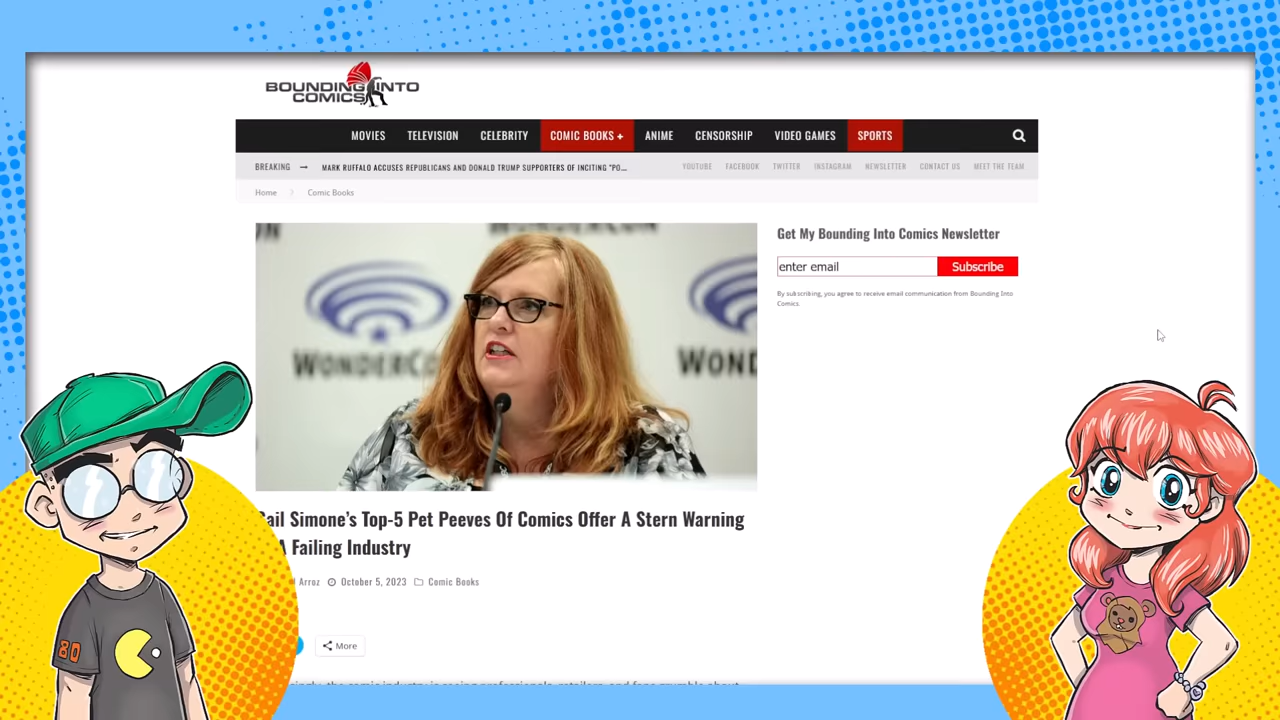 BOUNDING INTO
COMICS
MOVIES TELEVISION CELEBRITY COMIC BOOKS + ANIME CENSORSHIP VIDEO GAMES SPORTS
BREAKING → MARK RUFFALO ACCUSES REPUBLICANS AND DONALD TRUMP SUPPORTERS OF INCITING "PO... YOUTUBE FACEBOOK TWITTER INSTAGRAM NEWSLETTER CONTACT US MEET THE TEAM
Home Comic Books
WONDERC
WON
Get My Bounding Into Comics Newsletter
enter email Subscribe
By subscribing, you agree to receive email communication from Bounding Into
Comics.
ail Simone's Top-5 Pet Peeves Of Comics Offer A Stern Warning
A Failing Industry
Arroz October 5, 2023 Comic Books
More
80